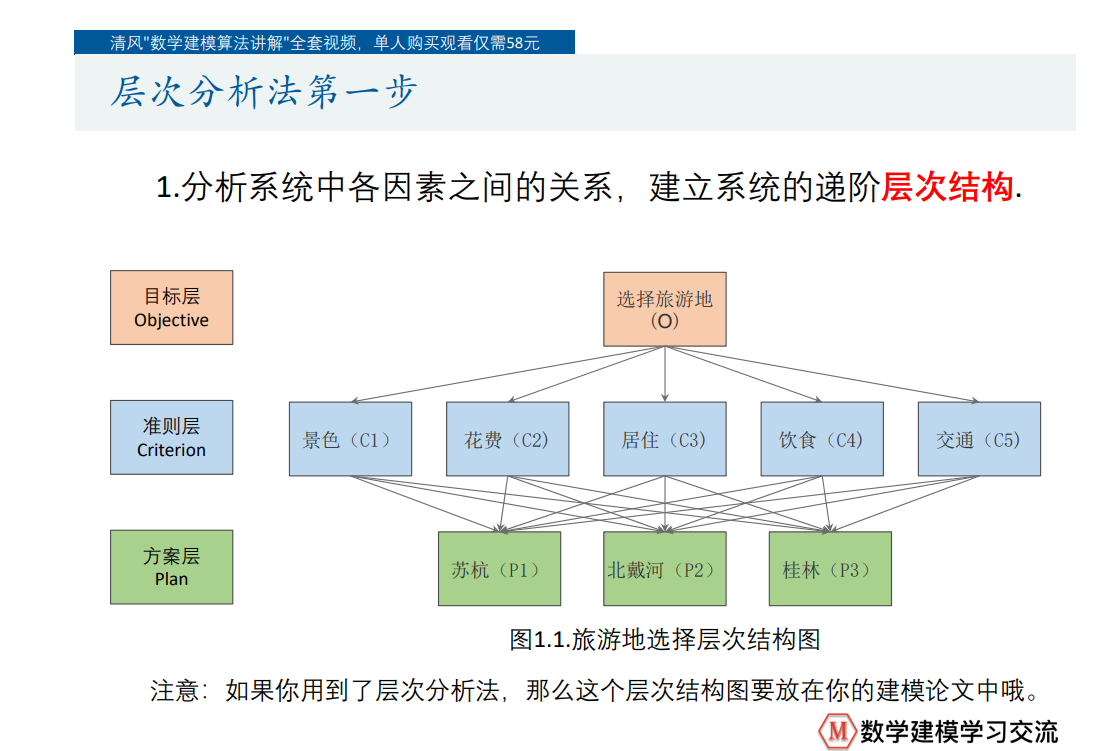 清风"数学建模算法讲解"全套视频，单人购买观看仅需58元
层次分析法第一步
1.分析系统中各因素之间的关系，建立系统的递阶层次结构.
目标层
Objective
选择旅游地
（O）
准则层
Criterion
景色（C1）
花费（C2）
居住（C3）
饮食（C4）
交通（C5）
方案层
Plan
苏杭（P1）
北戴河（P2）
桂林（P3）
图1.1.旅游地选择层次结构图
注意：如果你用到了层次分析法，那么这个层次结构图要放在你的建模论文中哦。
M 数学建模学习交流